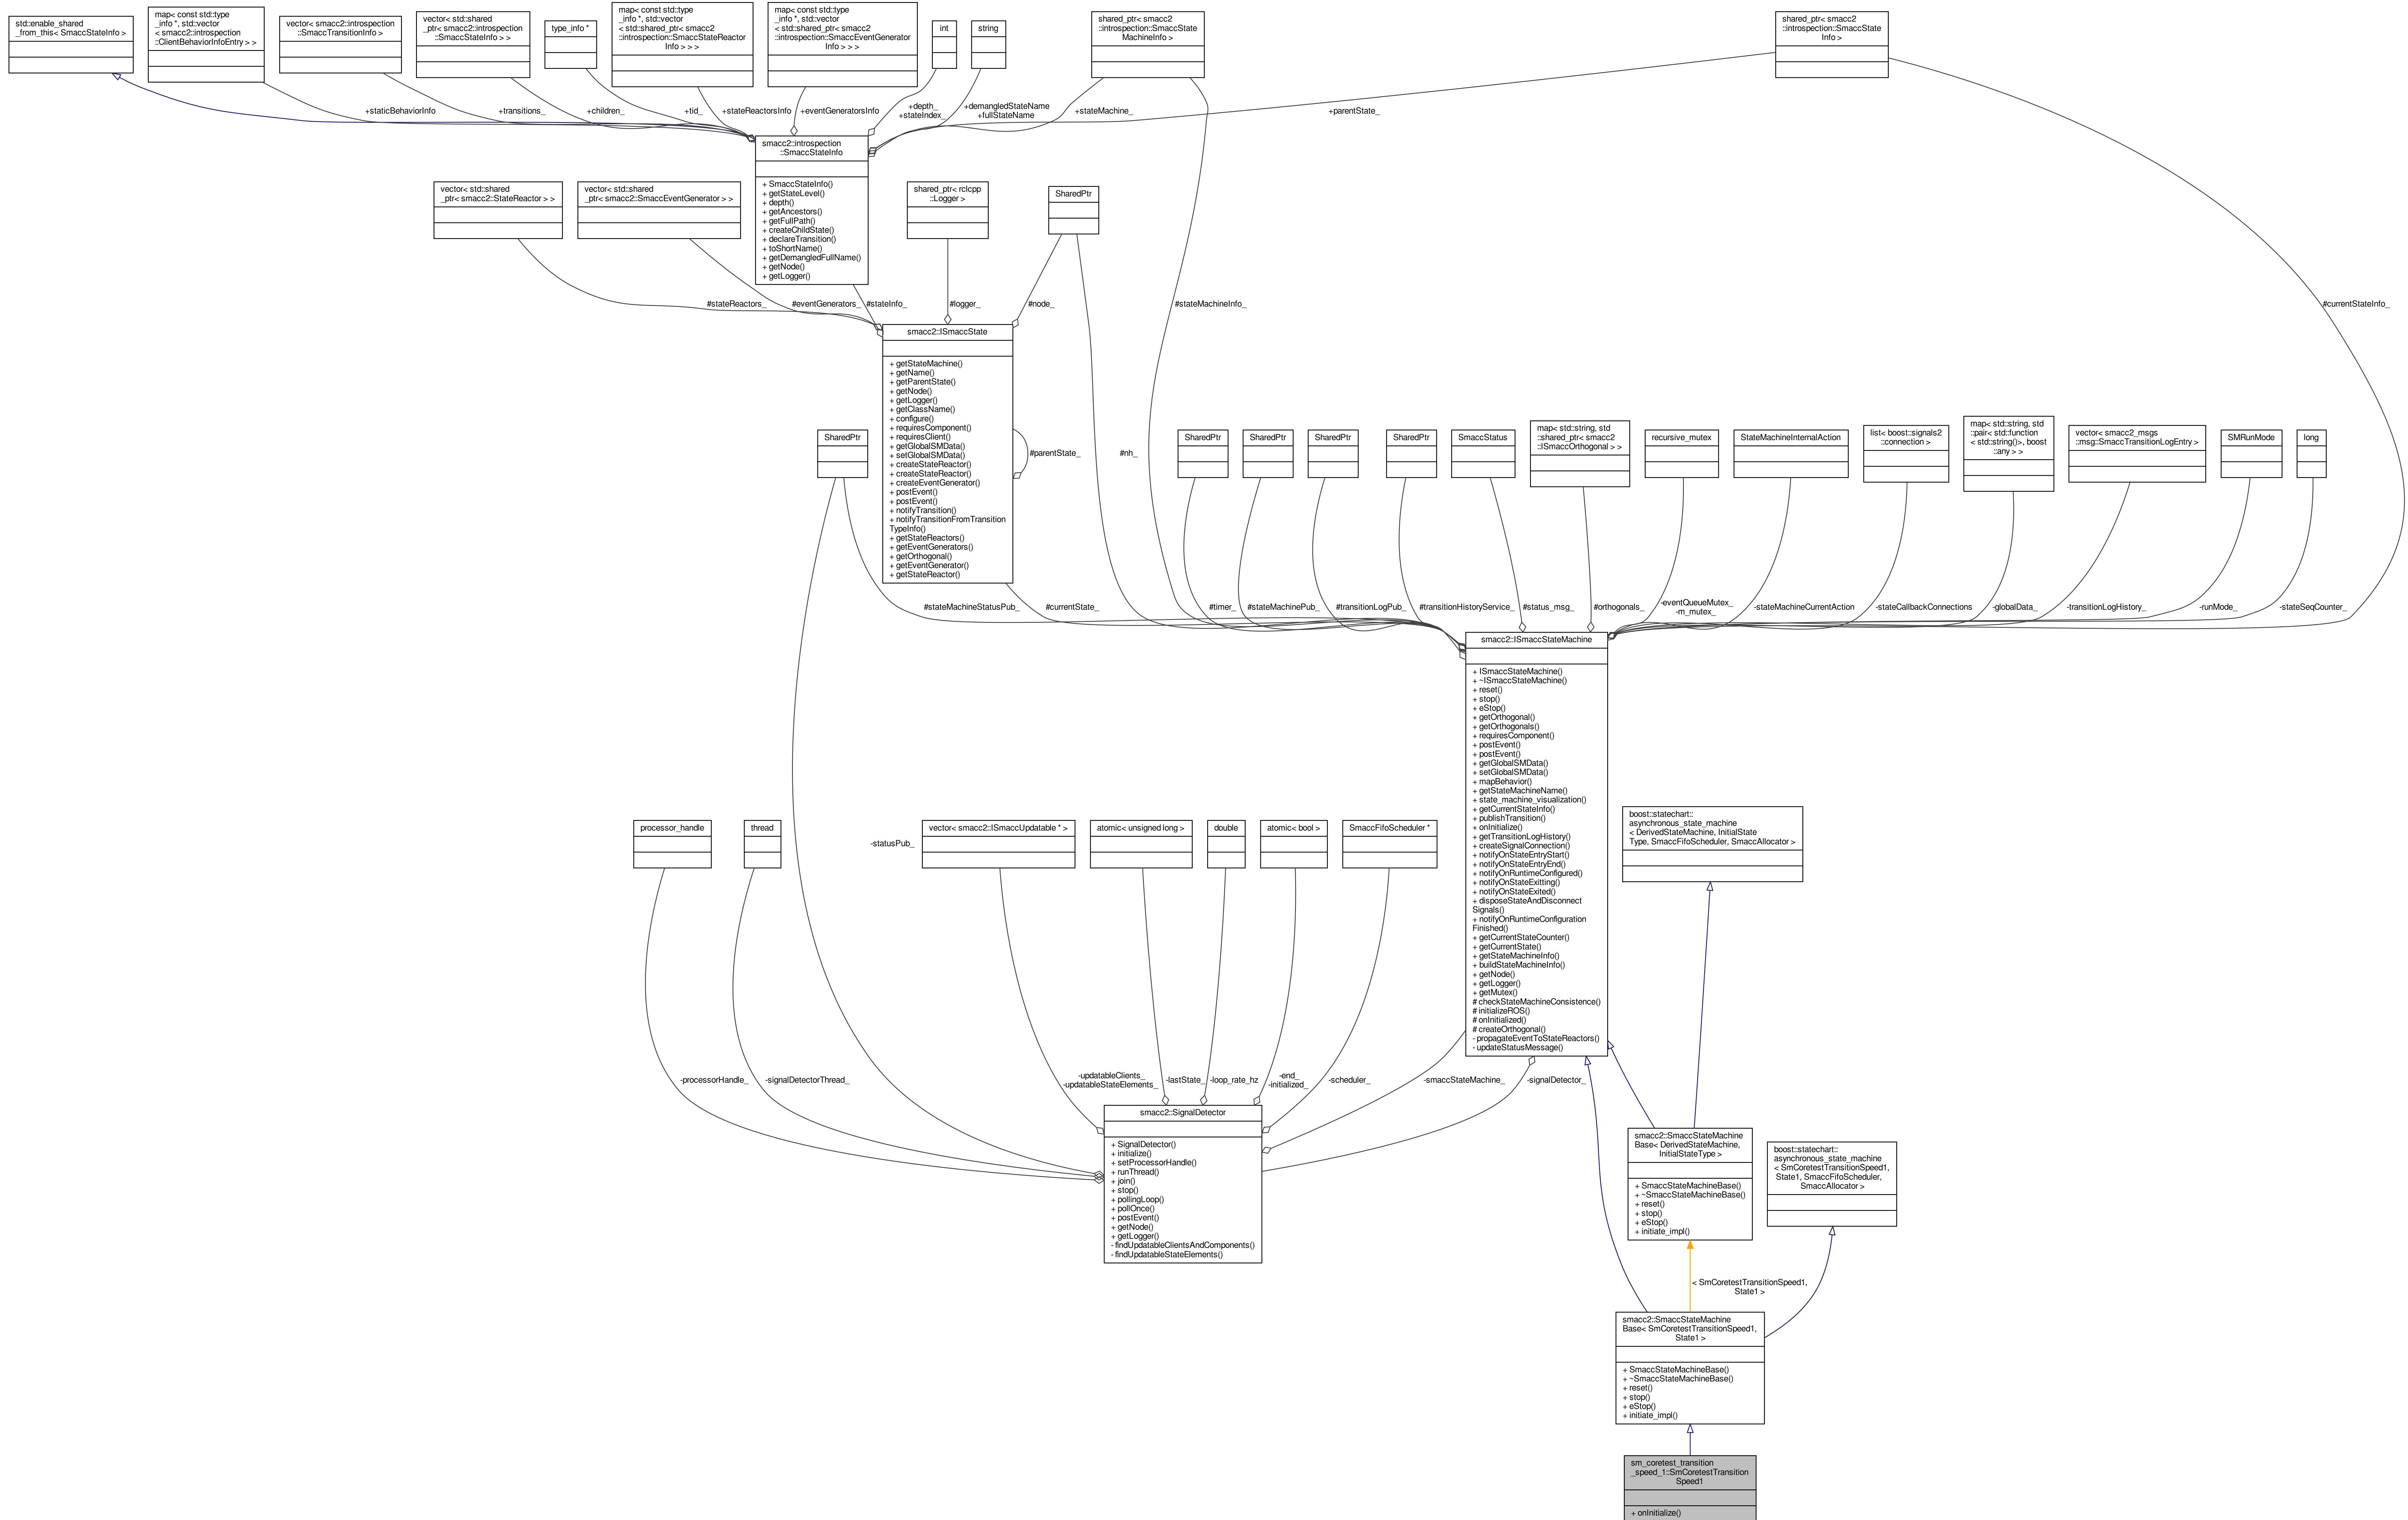 std::enable_shared
_from_this< SmaccStateInfo >
map< const std::type
_info *, std::vector
< smacc2::introspection
::ClientBehaviorInfoEntry > >
vector< smacc2::introspection
::SmaccTransitionInfo >
vector< std::shared
_ptr< smacc2::introspection
::SmaccStateInfo > >
type_info *
map< const std::type
_info *, std::vector
< std::shared_ptr< smacc2
::introspection::SmaccStateReactor
Info > > >
map< const std::type
_info *, std::vector
< std::shared_ptr< smacc2
::introspection::SmaccEventGenerator
Info > > >
int
string
shared_ptr< smacc2
::introspection::SmaccState
MachineInfo >
shared_ptr< smacc2
::introspection::SmaccState
Info >
+staticBehaviorInfo
+transitions_
+children_
+tid_
+stateReactorsInfo
+eventGeneratorsInfo
+depth_
+stateIndex_
+demangledStateName
+fullStateName
+stateMachine_
+parentState_
smacc2::introspection
::SmaccStateInfo
+ SmaccStateInfo()
+ getStateLevel()
+ depth()
+ getAncestors()
+ getFullPath()
+ createChildState()
+ declareTransition()
+ toShortName()
+ getDemangledFullName()
+ getNode()
+ getLogger()
vector< std::shared
_ptr< smacc2::StateReactor > >
vector< std::shared
_ptr< smacc2::SmaccEventGenerator > >
shared_ptr< rclcpp
::Logger >
SharedPtr
#stateReactors_
#eventGenerators_
#stateInfo_
#logger_
#node_
#stateMachineInfo_
#currentStateInfo_
smacc2::ISmaccState
+ getStateMachine()
+ getName()
+ getParentState()
+ getNode()
+ getLogger()
+ getClassName()
+ configure()
+ requiresComponent()
+ requiresClient()
+ getGlobalSMData()
+ setGlobalSMData()
+ createStateReactor()
+ createStateReactor()
+ createEventGenerator()
+ postEvent()
+ postEvent()
+ notifyTransition()
+ notifyTransitionFromTransition
TypeInfo()
+ getStateReactors()
+ getEventGenerators()
+ getOrthogonal()
+ getEventGenerator()
+ getStateReactor()
#parentState_
#nh_
SharedPtr
SharedPtr
SharedPtr
SharedPtr
SharedPtr
SmaccStatus
map< std::string, std
::shared_ptr< smacc2
::ISmaccOrthogonal > >
recursive_mutex
StateMachineInternalAction
list< boost::signals2
::connection >
map< std::string, std
::pair< std::function
< std::string()>, boost
::any > >
vector< smacc2_msgs
::msg::SmaccTransitionLogEntry >
SMRunMode
long
#stateMachineStatusPub_
#currentState_
#timer_
#stateMachinePub_
#transitionLogPub_
#transitionHistoryService_
#status_msg_
#orthogonals_
-eventQueueMutex_
-m_mutex_
-stateMachineCurrentAction
-stateCallbackConnections
-globalData_
-transitionLogHistory_
-runMode_
-stateSeqCounter_
smacc2::ISmaccStateMachine
+ ISmaccStateMachine()
+ ~ISmaccStateMachine()
+ reset()
+ stop()
+ eStop()
+ getOrthogonal()
+ getOrthogonals()
+ requiresComponent()
+ postEvent()
+ postEvent()
+ getGlobalSMData()
+ setGlobalSMData()
+ mapBehavior()
+ getStateMachineName()
+ state_machine_visualization()
+ getCurrentStateInfo()
+ publishTransition()
+ onInitialize()
+ getTransitionLogHistory()
+ createSignalConnection()
+ notifyOnStateEntryStart()
+ notifyOnStateEntryEnd()
+ notifyOnRuntimeConfigured()
+ notifyOnStateExitting()
+ notifyOnStateExited()
+ disposeStateAndDisconnect
Signals()
+ notifyOnRuntimeConfiguration
Finished()
+ getCurrentStateCounter()
+ getCurrentState()
+ getStateMachineInfo()
+ buildStateMachineInfo()
+ getNode()
+ getLogger()
+ getMutex()
# checkStateMachineConsistence()
# initializeROS()
# onInitialized()
# createOrthogonal()
- propagateEventToStateReactors()
- updateStatusMessage()
processor_handle
thread
-statusPub_
vector< smacc2::ISmaccUpdatable * >
atomic< unsigned long >
double
atomic< bool >
SmaccFifoScheduler *
boost::statechart::
asynchronous_state_machine
< DerivedStateMachine, InitialState
Type, SmaccFifoScheduler, SmaccAllocator >
-processorHandle_
-signalDetectorThread_
-updatableClients_
-updatableStateElements_
-lastState_
-loop_rate_hz
-end_
-initialized_
-scheduler_
-smaccStateMachine_
-signalDetector_
smacc2::SignalDetector
+ SignalDetector()
+ initialize()
+ setProcessorHandle()
+ runThread()
+ join()
+ stop()
+ pollingLoop()
+ pollOnce()
+ postEvent()
+ getNode()
+ getLogger()
- findUpdatableClientsAndComponents()
- findUpdatableStateElements()
smacc2::SmaccStateMachine
Base< DerivedStateMachine,
InitialStateType >
+ SmaccStateMachineBase()
+ ~SmaccStateMachineBase()
+ reset()
+ stop()
+ eStop()
+ initiate_impl()
boost::statechart::
asynchronous_state_machine
< SmCoretestTransitionSpeed1,
State1, SmaccFifoScheduler,
SmaccAllocator >
< SmCoretestTransitionSpeed1,
State1 >
smacc2::SmaccStateMachine
Base< SmCoretestTransitionSpeed1,
State1 >
+ SmaccStateMachineBase()
+ ~SmaccStateMachineBase()
+ reset()
+ stop()
+ eStop()
+ initiate_impl()
sm_coretest_transition
_speed_1::SmCoretestTransition
Speed1
+ onInitialize()